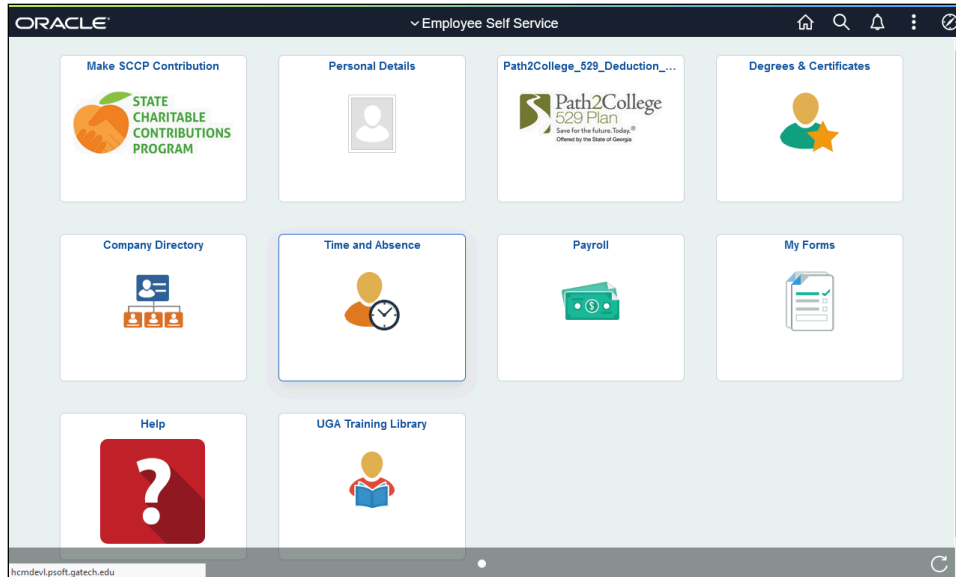 ORACLE
Employee Self Service
Make SCCP Contribution
STATE
CHARITABLE
CONTRIBUTIONS
PROGRAM
Personal Details
Path2College_529_Deduction_...
Path2College
529 Plan
Save for the future. Today.®
Offered by the State of Georgia
Degrees & Certificates
Company Directory
Time and Absence
Payroll
$
My Forms
Help
?
UGA Training Library
hcmdevl.psoft.gatech.edu